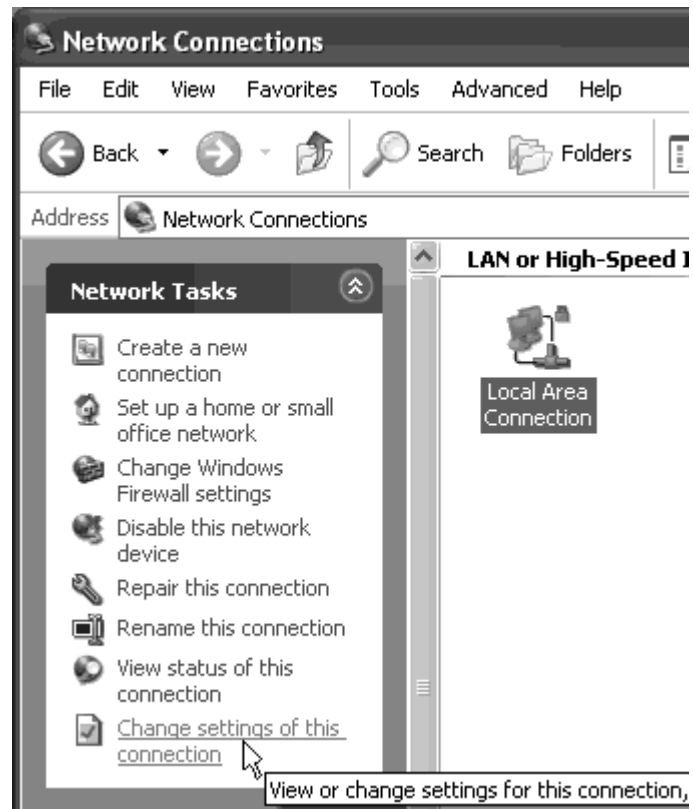 Network Connections
File Edit View Favorites Tools Advanced Help
Back Search Folders
Address Network Connections
Network Tasks
Create a new
connection
Set up a home or small
office network
Change Windows
Firewall settings
Disable this network
device
Repair this connection
Rename this connection
View status of this
connection
Change settings of this
connection
LAN or High-Speed I
Local Area
Connection
View or change settings for this connection,